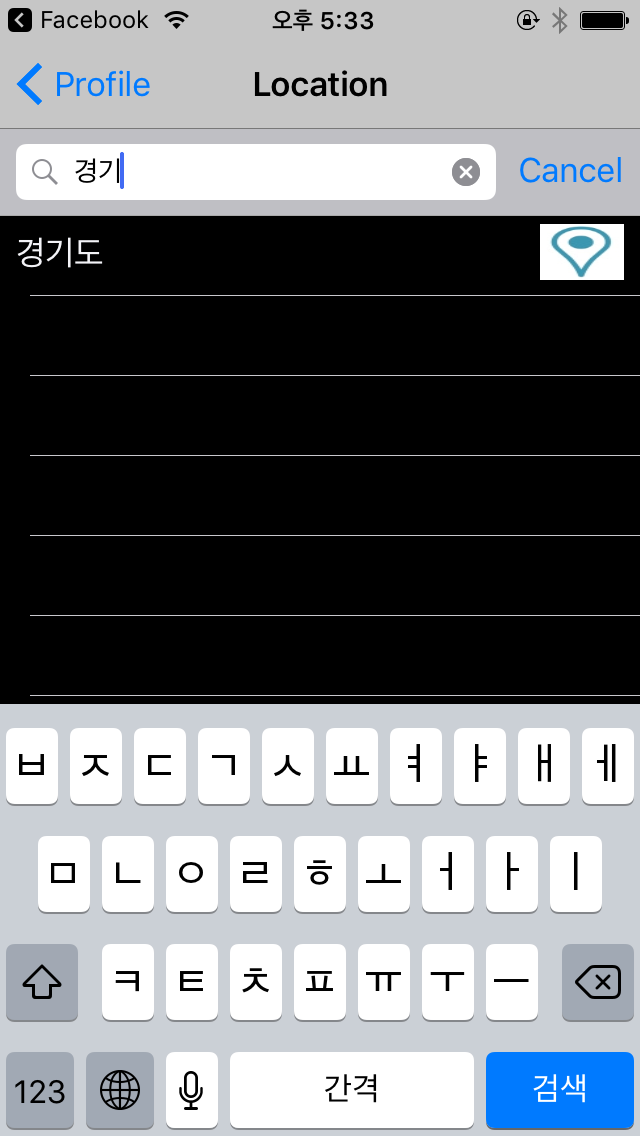 Facebook 오후 5:33
Profile Location
경기 Cancel
경기도
ㅂ ㅈ ㄷ ㄱ ㅅ ㅛ ㅕ ㅑ ㅐ ㅔ
ㅁ ㄴ ㅇ ㄹ ㅎ ㅗ ㅓ ㅏ ㅣ
ㅋ ㅌ ㅊ ㅍ ㅠ ㅜ ㅡ
123 간격 검색